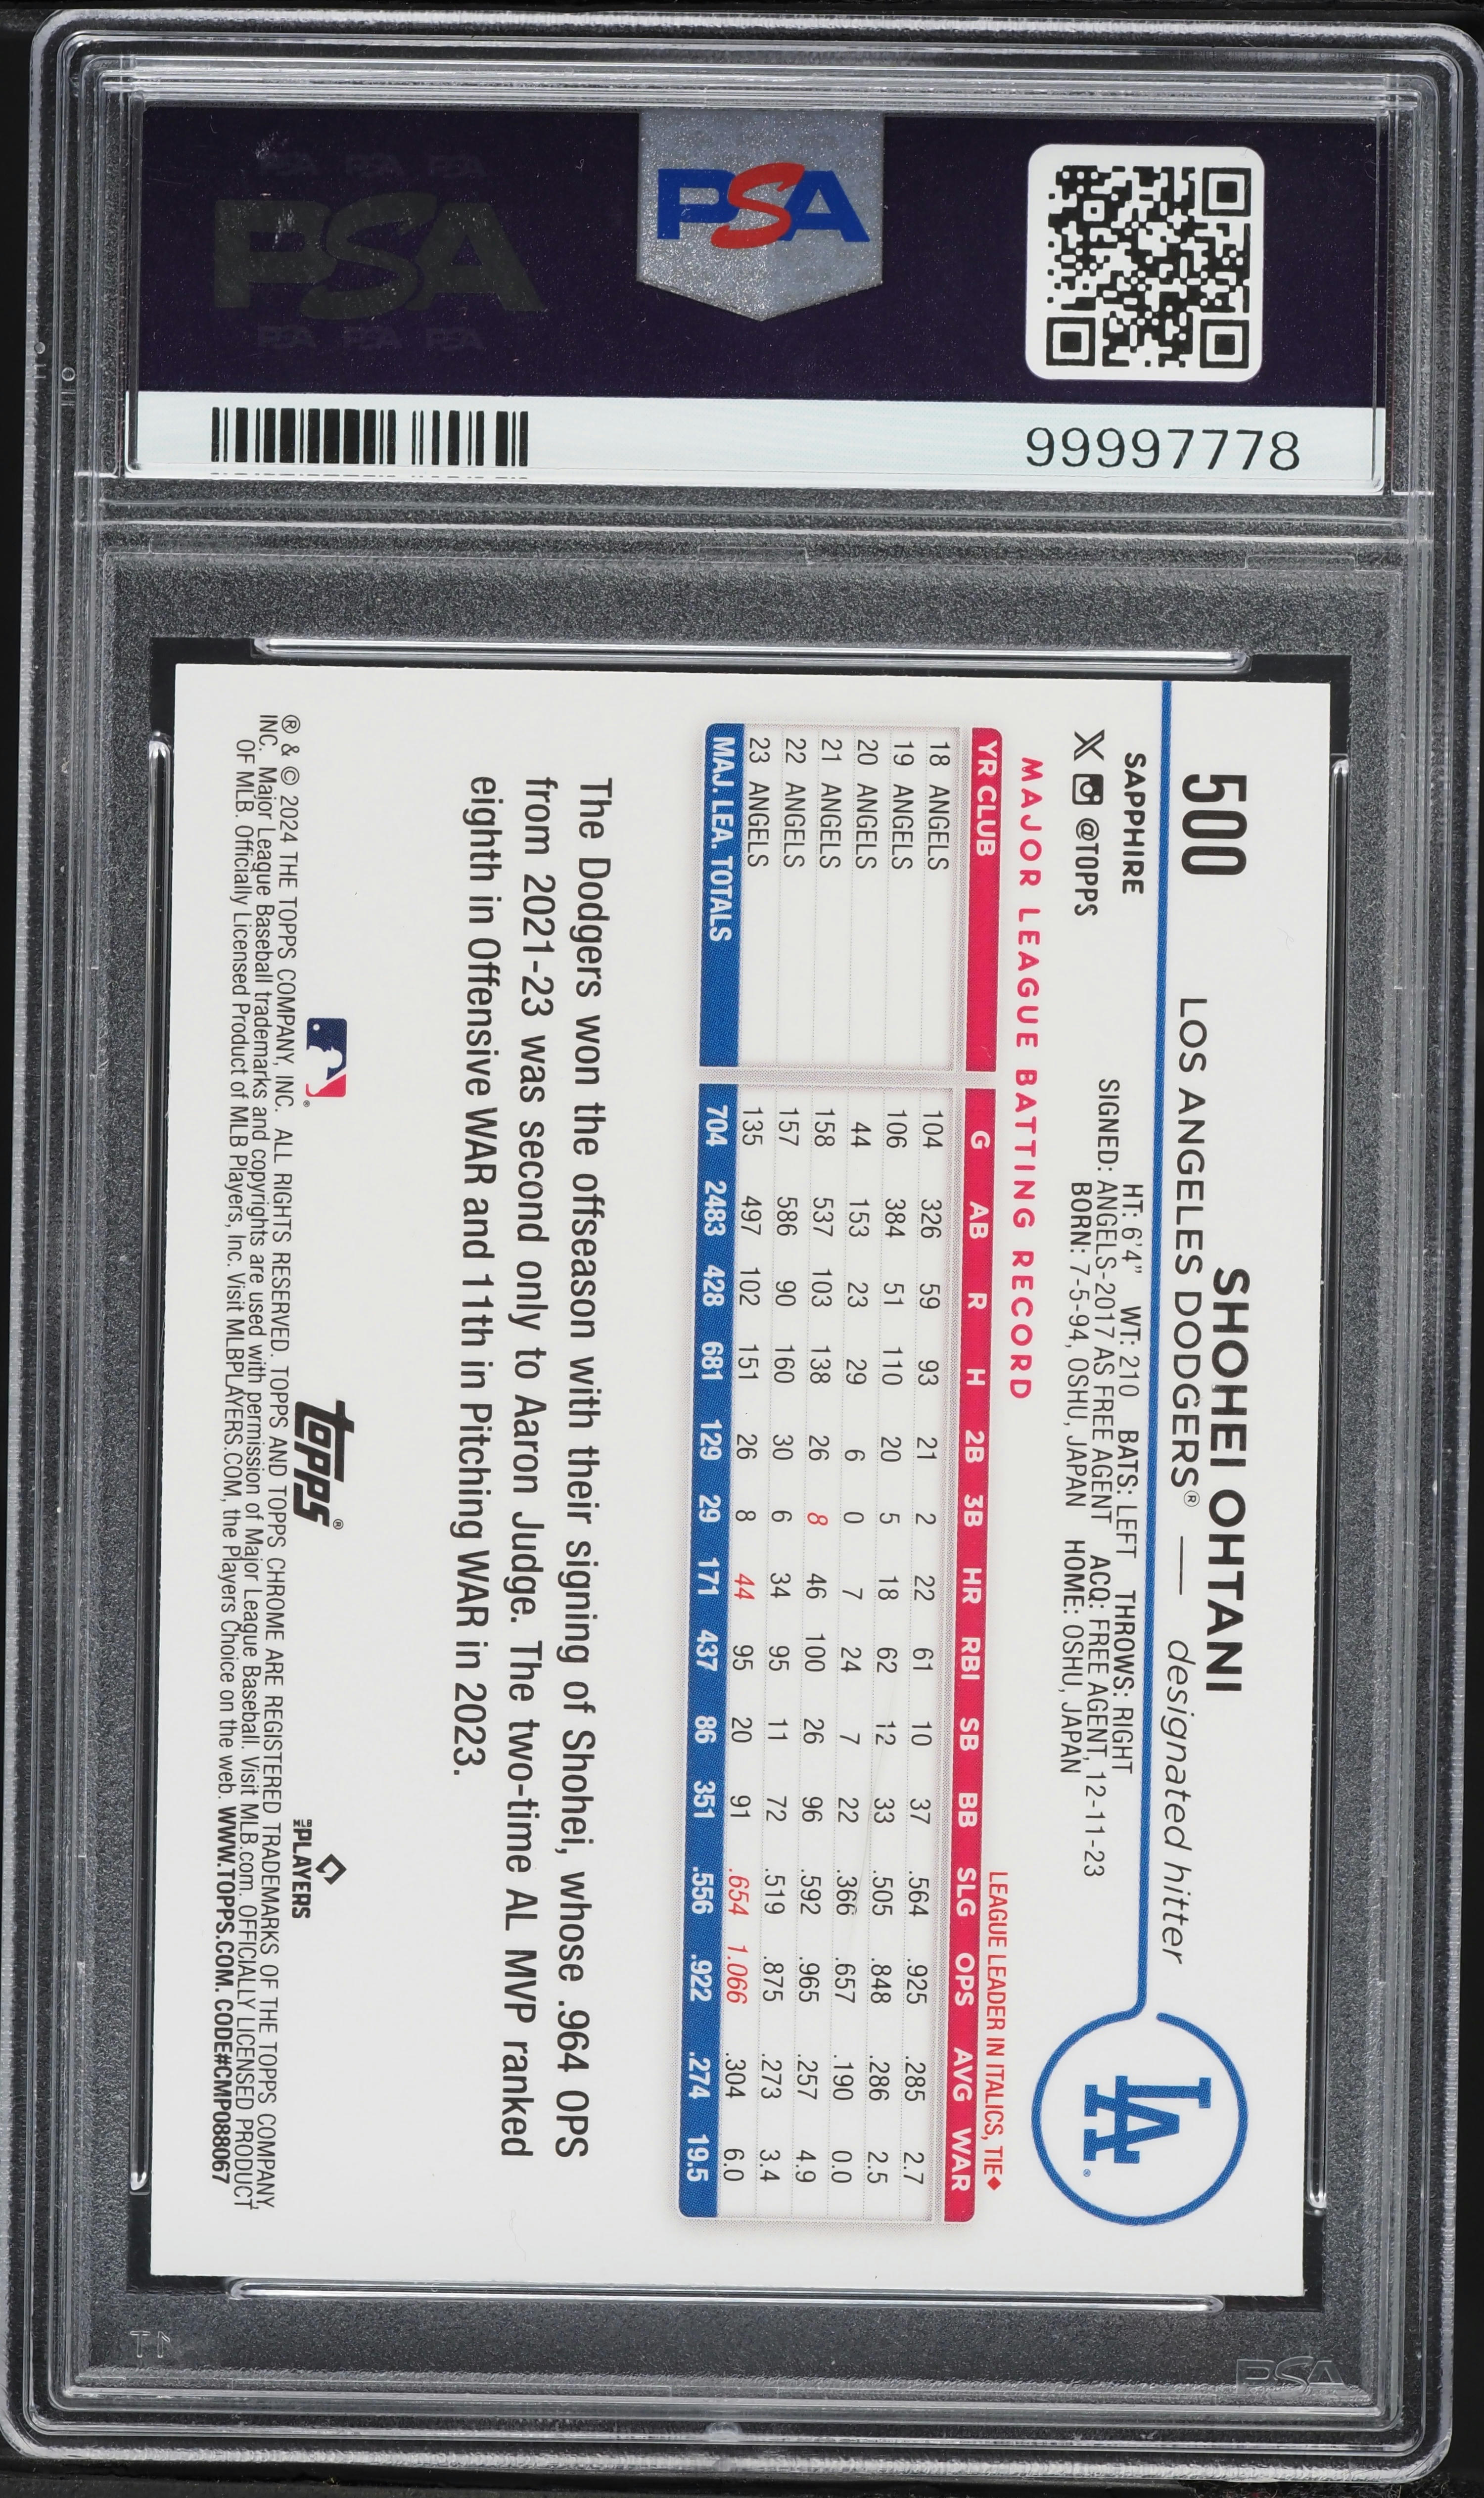 PSA PSA PSA
PSA
PSA PSA PSA
PSA
99997778
500
SHOHEI OHTANI
LOS ANGELES DODGERS® — designated hitter
LA
SAPPHIRE
X @TOPPS
HT: 6'4" WT: 210 BATS: LEFT THROWS: RIGHT
SIGNED: ANGELS-2017 AS FREE AGENT ACQ: FREE AGENT, 12-11-23
BORN: 7-5-94, OSHU, JAPAN HOME: OSHU, JAPAN
MAJOR LEAGUE BATTING RECORD
LEAGUE LEADER IN ITALICS, TIE♦
YR CLUB G AB R H 2B 3B HR RBI SB BB SLG OPS AVG WAR
18 ANGELS 104 326 59 93 21 2 22 61 10 37 .564 .925 .285 2.7
19 ANGELS 106 384 51 110 20 5 18 62 12 33 .505 .848 .286 2.5
20 ANGELS 44 153 23 29 6 0 7 24 7 22 .366 .657 .190 0.0
21 ANGELS 158 537 103 138 26 8 46 100 26 96 .592 .965 .257 4.9
22 ANGELS 157 586 90 160 30 6 34 95 11 72 .519 .875 .273 3.4
23 ANGELS 135 497 102 151 26 8 44 95 20 91 .654 1.066 .304 6.0
MAJ. LEA. TOTALS 704 2483 428 681 129 29 171 437 86 351 .556 .922 .274 19.5
The Dodgers won the offseason with their signing of Shohei, whose .964 OPS
from 2021-23 was second only to Aaron Judge. The two-time AL MVP ranked
eighth in Offensive WAR and 11th in Pitching WAR in 2023.
topps®
MLB PLAYERS
® & © 2024 THE TOPPS COMPANY, INC. ALL RIGHTS RESERVED. TOPPS AND TOPPS CHROME ARE REGISTERED TRADEMARKS OF THE TOPPS COMPANY,
INC. Major League Baseball trademarks and copyrights are used with permission of Major League Baseball. Visit MLB.com. OFFICIALLY LICENSED PRODUCT
OF MLB. Officially Licensed Product of MLB Players, Inc. Visit MLBPLAYERS.COM, the Players Choice on the web. WWW.TOPPS.COM. CODE#CMP088067
PSA